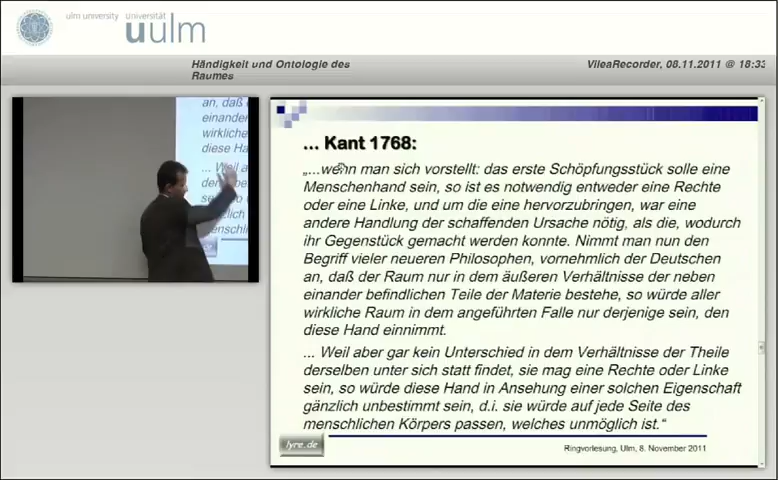 ulm university universität
uulm
Händigkeit und Ontologie des
Raumes
VileaRecorder, 08.11.2011 @ 18:33
an, daß d
einander
wirkliche
diese Ha
... Weil a
... Kant 1768:
„...wenn man sich vorstellt: das erste Schöpfungsstück solle eine
Menschenhand sein, so ist es notwendig entweder eine Rechte
oder eine Linke, und um die eine hervorzubringen, war eine
andere Handlung der schaffenden Ursache nötig, als die, wodurch
ihr Gegenstück gemacht werden konnte. Nimmt man nun den
Begriff vieler neueren Philosophen, vornehmlich der Deutschen
an, daß der Raum nur in dem äußeren Verhältnisse der neben
einander befindlichen Teile der Materie bestehe, so würde aller
wirkliche Raum in dem angeführten Falle nur derjenige sein, den
diese Hand einnimmt.
... Weil aber gar kein Unterschied in dem Verhältnisse der Theile
derselben unter sich statt findet, sie mag eine Rechte oder Linke
sein, so würde diese Hand in Ansehung einer solchen Eigenschaft
gänzlich unbestimmt sein, d.i. sie würde auf jede Seite des
menschlichen Körpers passen, welches unmöglich ist.“
lyre.de
Ringvorlesung, Ulm, 8. November 2011